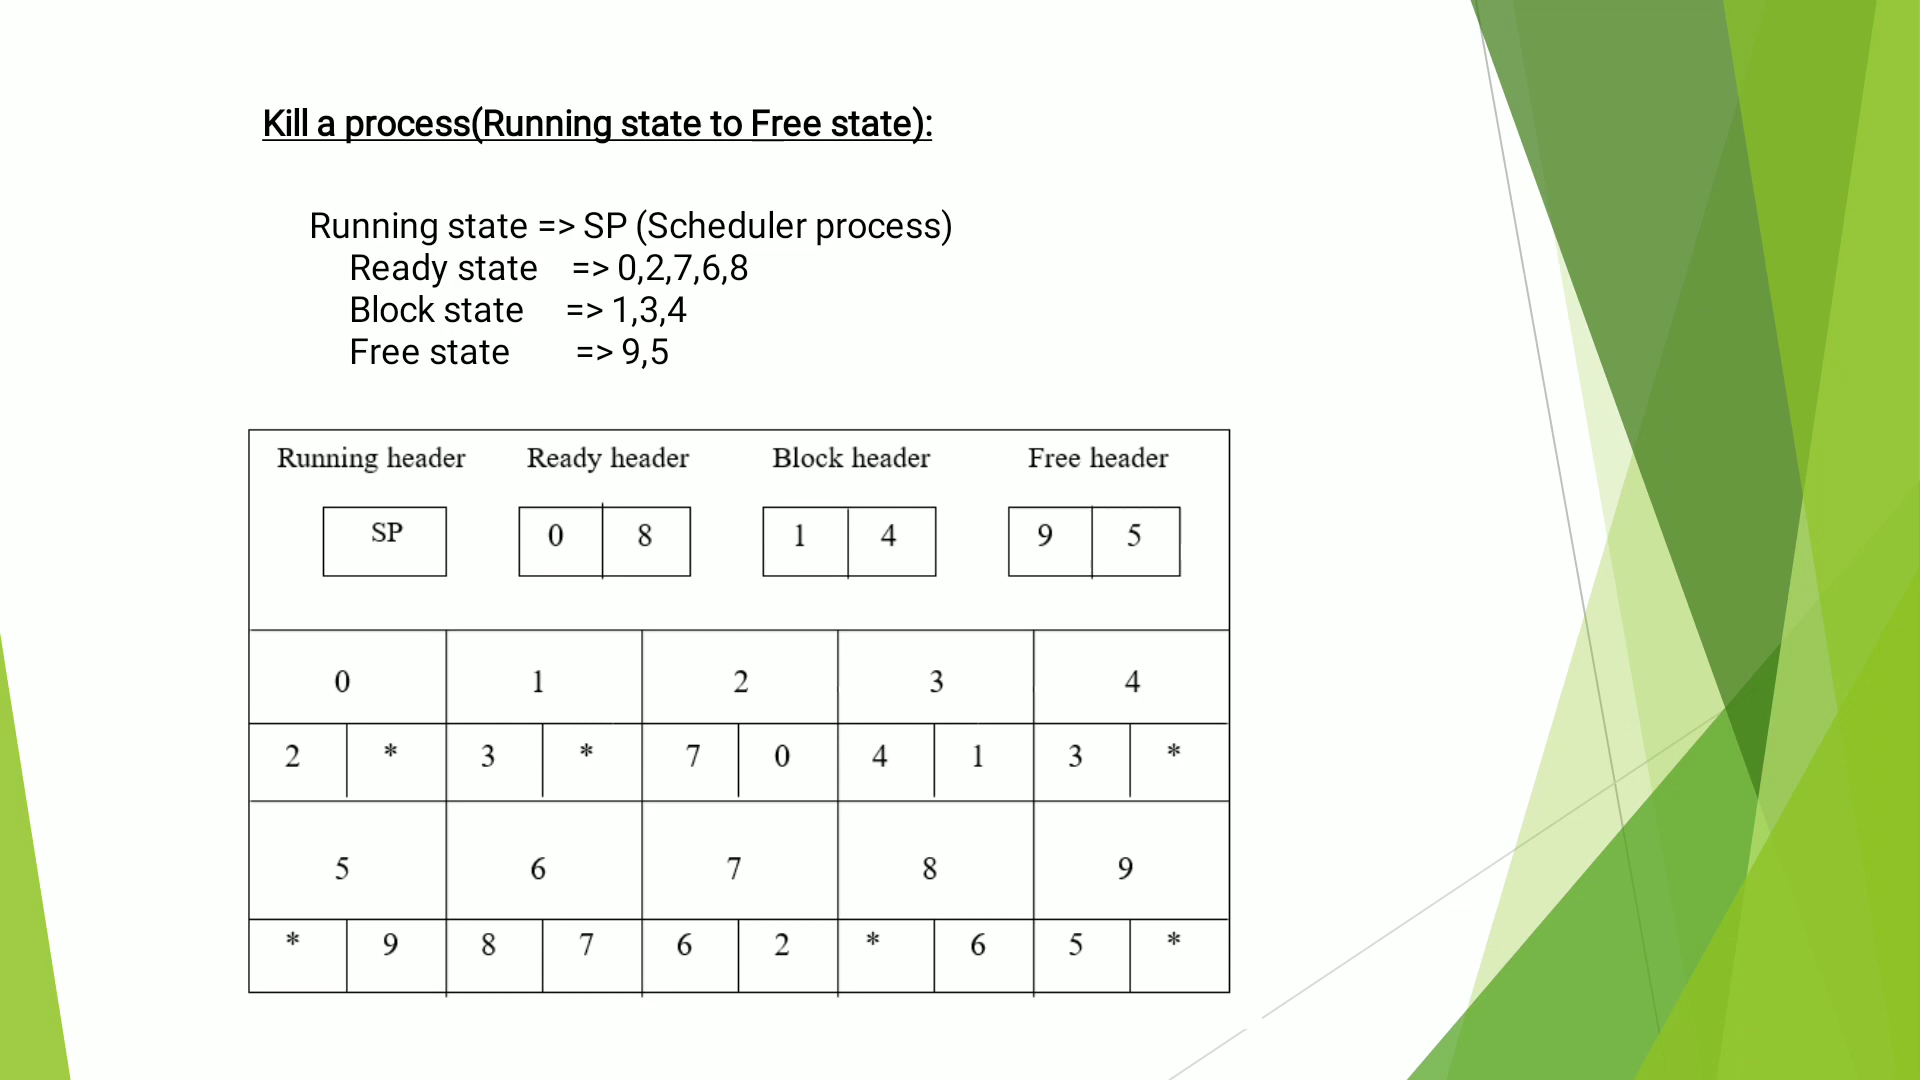 Kill a process(Running state to Free state):
Running state => SP (Scheduler process)
Ready state => 0,2,7,6,8
Block state => 1,3,4
Free state => 9,5
Running header Ready header Block header Free header
SP 0 8 1 4 9 5
0 1 2 3 4
2 * 3 * 7 0 4 1 3 *
5 6 7 8 9
* 9 8 7 6 2 * 6 5 *